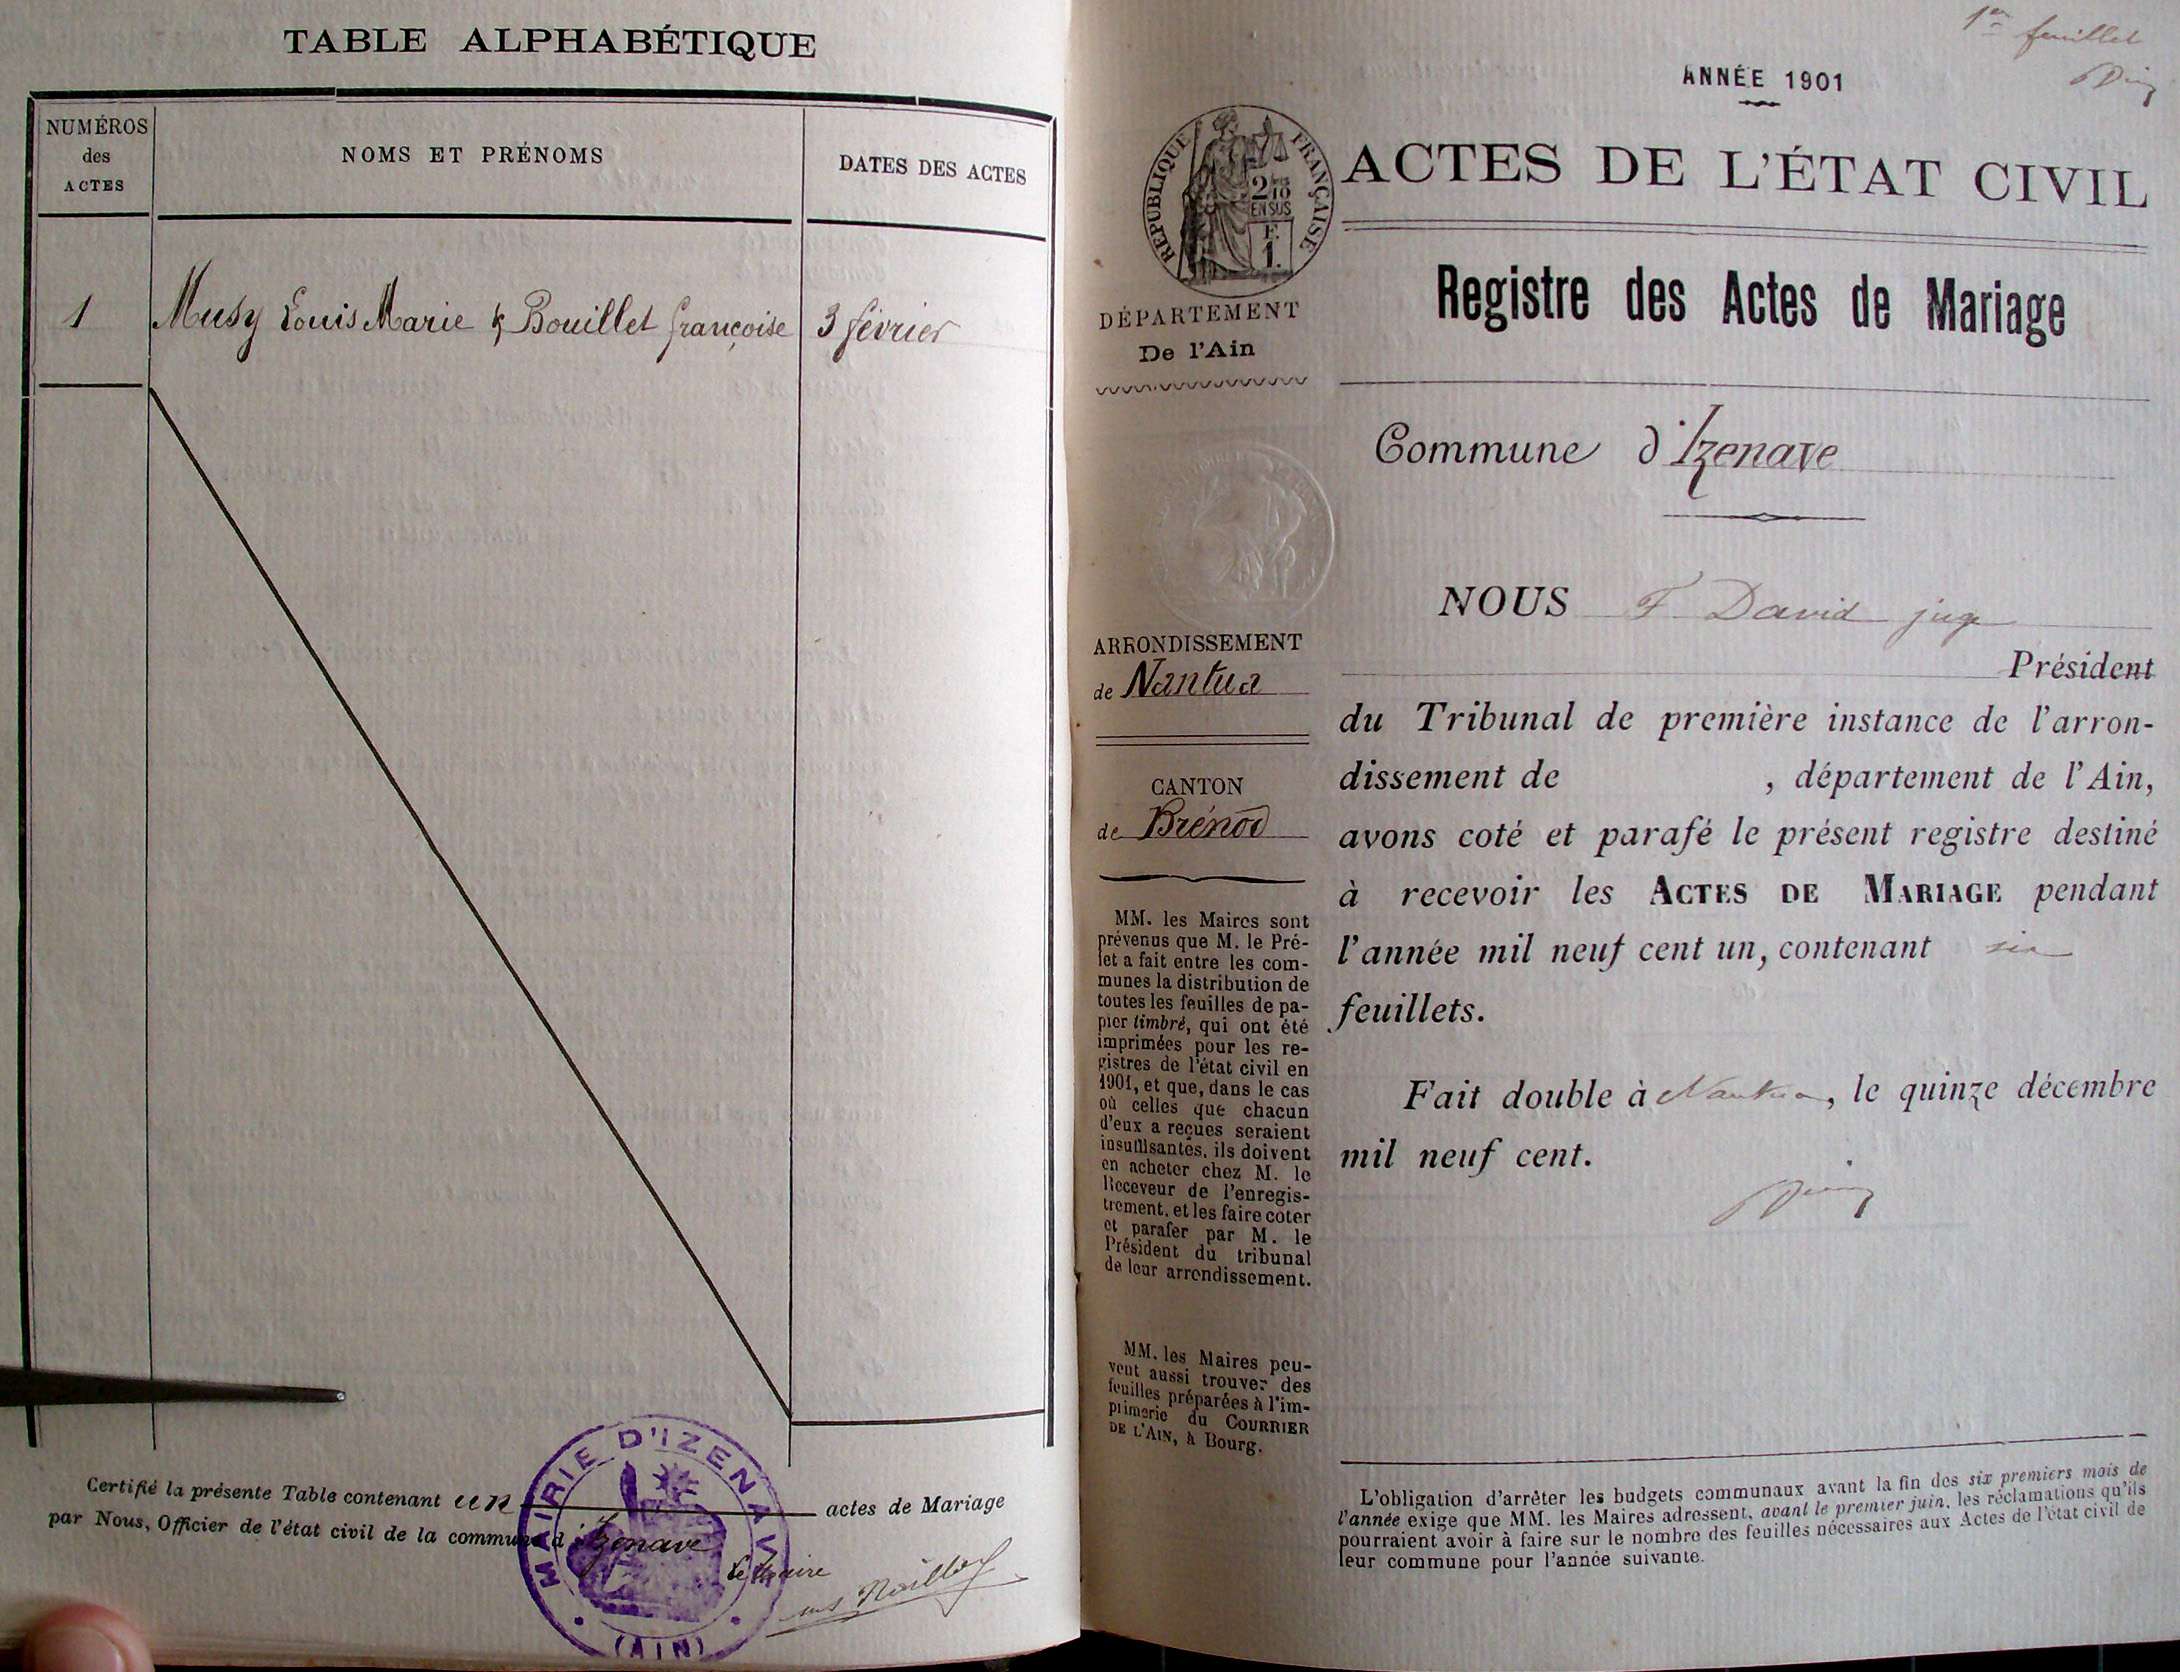 TABLE ALPHABÉTIQUE
NUMÉROS
des
ACTES
NOMS ET PRÉNOMS
DATES DES ACTES
1 Musy Louis Marie & Bouillet françoise 3 février
Certifié la présente Table contenant un actes de Mariage
par Nous, Officier de l'état civil de la commune d'Izenave
Le Maire
MAIRIE D'IZENAVE
(AIN)
1er feuillet
ANNÉE 1901
ACTES DE L'ÉTAT CIVIL
RÉPUBLIQUE FRANÇAISE
2/10
EN SUS
F.
1.
DÉPARTEMENT
De l'Ain
Registre des Actes de Mariage
Commune d'Izenave
ARRONDISSEMENT
de Nantua
CANTON
de Brénod
MM. les Maires sont
prévenus que M. le Pré-
fet a fait entre les com-
munes la distribution de
toutes les feuilles de pa-
pier timbré, qui ont été
imprimées pour les re-
gistres de l'état civil en
1901, et que, dans le cas
où celles que chacun
d'eux a reçues seraient
insuffisantes, ils doivent
en acheter chez M. le
Receveur de l'enregis-
trement, et les faire coter
et parafer par M. le
Président du tribunal
de leur arrondissement.
MM. les Maires peu-
vent aussi trouver des
feuilles préparées à l'im-
primerie du COURRIER
DE L'AIN, à Bourg.
NOUS F David juge
Président
du Tribunal de première instance de l'arron-
dissement de , département de l'Ain,
avons coté et parafé le présent registre destiné
à recevoir les ACTES DE MARIAGE pendant
l'année mil neuf cent un, contenant six
feuillets.
Fait double à Nantua, le quinze décembre
mil neuf cent.
L'obligation d'arrêter les budgets communaux avant la fin des six premiers mois de
l'année exige que MM. les Maires adressent, avant le premier juin, les réclamations qu'ils
pourraient avoir à faire sur le nombre des feuilles nécessaires aux Actes de l'état civil de
leur commune pour l'année suivante.